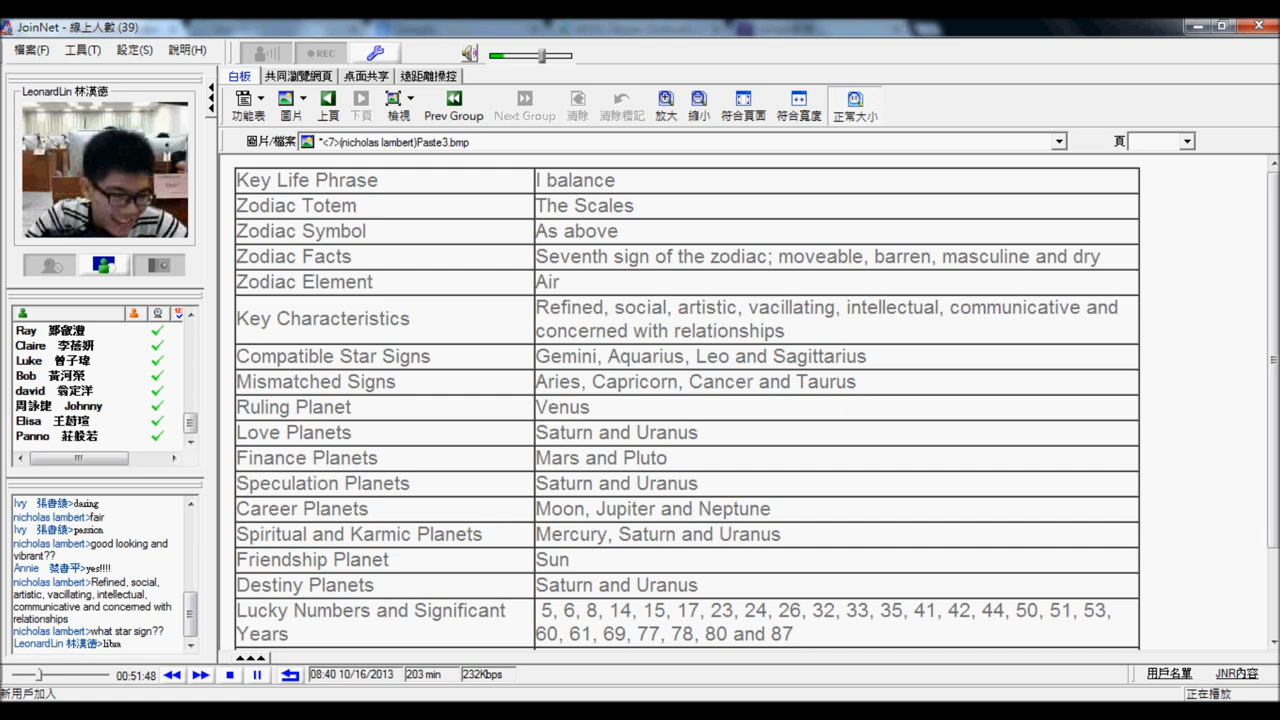 JoinNet - 線上人數 (39)
檔案(F) 工具(T) 設定(S) 說明(H)
REC
白板 共同瀏覽網頁 桌面共享 遠距離操控
LeonardLin 林漢德
功能表 圖片 上頁 下頁 檢視 Prev Group Next Group 清除 清除標記 放大 縮小 符合頁面 符合寬度 正常大小
圖片/檔案 *<7>(nicholas lambert)Paste3.bmp 頁
Key Life Phrase I balance
Zodiac Totem The Scales
Zodiac Symbol As above
Zodiac Facts Seventh sign of the zodiac; moveable, barren, masculine and dry
Zodiac Element Air
Key Characteristics Refined, social, artistic, vacillating, intellectual, communicative and
concerned with relationships
Compatible Star Signs Gemini, Aquarius, Leo and Sagittarius
Mismatched Signs Aries, Capricorn, Cancer and Taurus
Ruling Planet Venus
Love Planets Saturn and Uranus
Finance Planets Mars and Pluto
Speculation Planets Saturn and Uranus
Career Planets Moon, Jupiter and Neptune
Spiritual and Karmic Planets Mercury, Saturn and Uranus
Friendship Planet Sun
Destiny Planets Saturn and Uranus
Lucky Numbers and Significant 5, 6, 8, 14, 15, 17, 23, 24, 26, 32, 33, 35, 41, 42, 44, 50, 51, 53,
Years 60, 61, 69, 77, 78, 80 and 87
Ray 鄭叡澄
Claire 李蓓妍
Luke 曾子瑋
Bob 黃河榮
david 翁定洋
周詠捷 Johnny
Elisa 王蒔瑄
Panno 莊般若
Ivy 張書綾>daring
nicholas lambert>fair
Ivy 張書綾>passion
nicholas lambert>good looking and
vibrant??
Annie 蔡書平>yes!!!!
nicholas lambert>Refined, social,
artistic, vacillating, intellectual,
communicative and concerned with
relationships
nicholas lambert>what star sign??
LeonardLin 林漢德>libra
00:51:48 08:40 10/16/2013 203 min 232Kbps 用戶名單 JNR內容
新用戶加入 正在播放